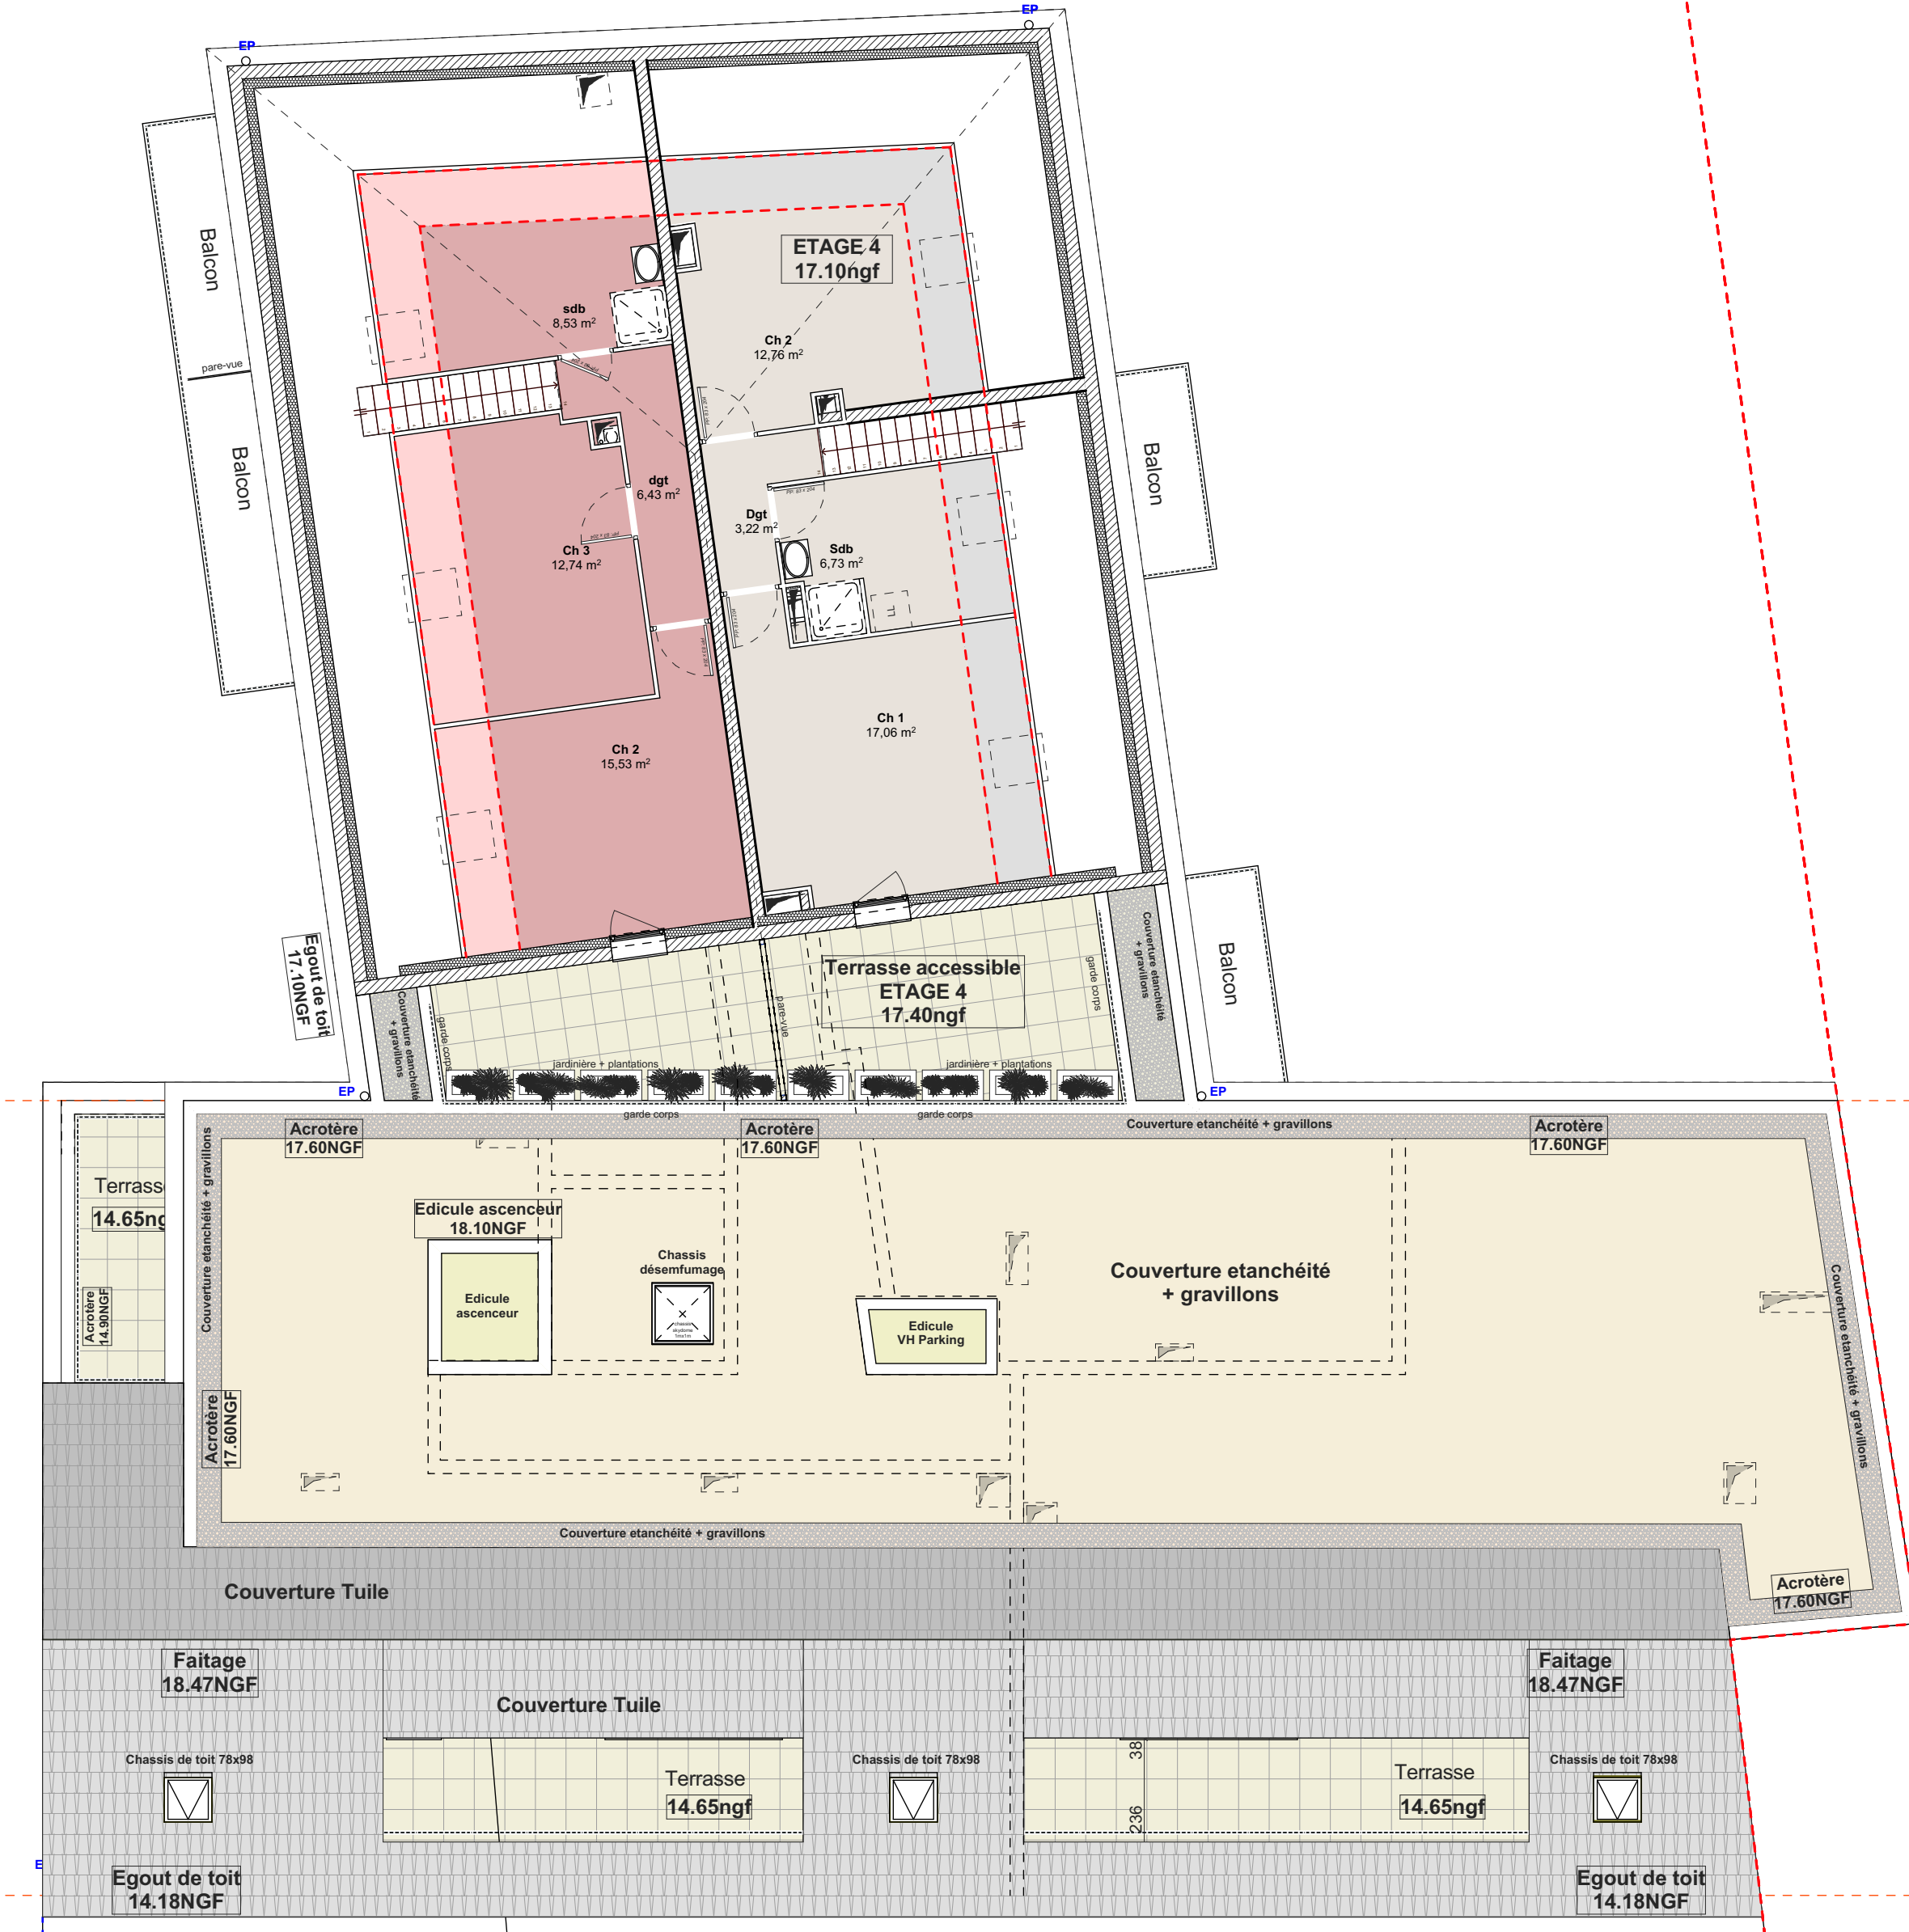 EP
EP
Balcon
pare-vue
Balcon
ETAGE 4
17.10ngf
sdb
8,53 m²
Ch 2
12,76 m²
dgt
6,43 m²
Ch 3
12,74 m²
Dgt
3,22 m²
Sdb
6,73 m²
Ch 2
15,53 m²
Ch 1
17,06 m²
Balcon
Balcon
Egout de toit
17.10NGF
Couverture etanchéité
+ gravillons
garde corps
Terrasse accessible
ETAGE 4
17.40ngf
pare-vue
garde corps
Couverture etanchéité
+ gravillons
jardinière + plantations
jardinière + plantations
EP
EP
garde corps
garde corps
Acrotère
17.60NGF
Acrotère
17.60NGF
Couverture etanchéité + gravillons
Acrotère
17.60NGF
Terrasse
14.65ng
Acrotère
14.90NGF
Couverture etanchéité + gravillons
Edicule ascenceur
18.10NGF
Edicule
ascenceur
Chassis
désemfumage
chassis
skydome
1mx1m
Edicule
VH Parking
Couverture etanchéité
+ gravillons
Couverture etanchéité + gravillons
Acrotère
17.60NGF
Couverture etanchéité + gravillons
Acrotère
17.60NGF
Couverture Tuile
Faitage
18.47NGF
Couverture Tuile
Faitage
18.47NGF
Chassis de toit 78x98
Chassis de toit 78x98
Chassis de toit 78x98
Terrasse
14.65ngf
38
236
Terrasse
14.65ngf
E
Egout de toit
14.18NGF
Egout de toit
14.18NGF